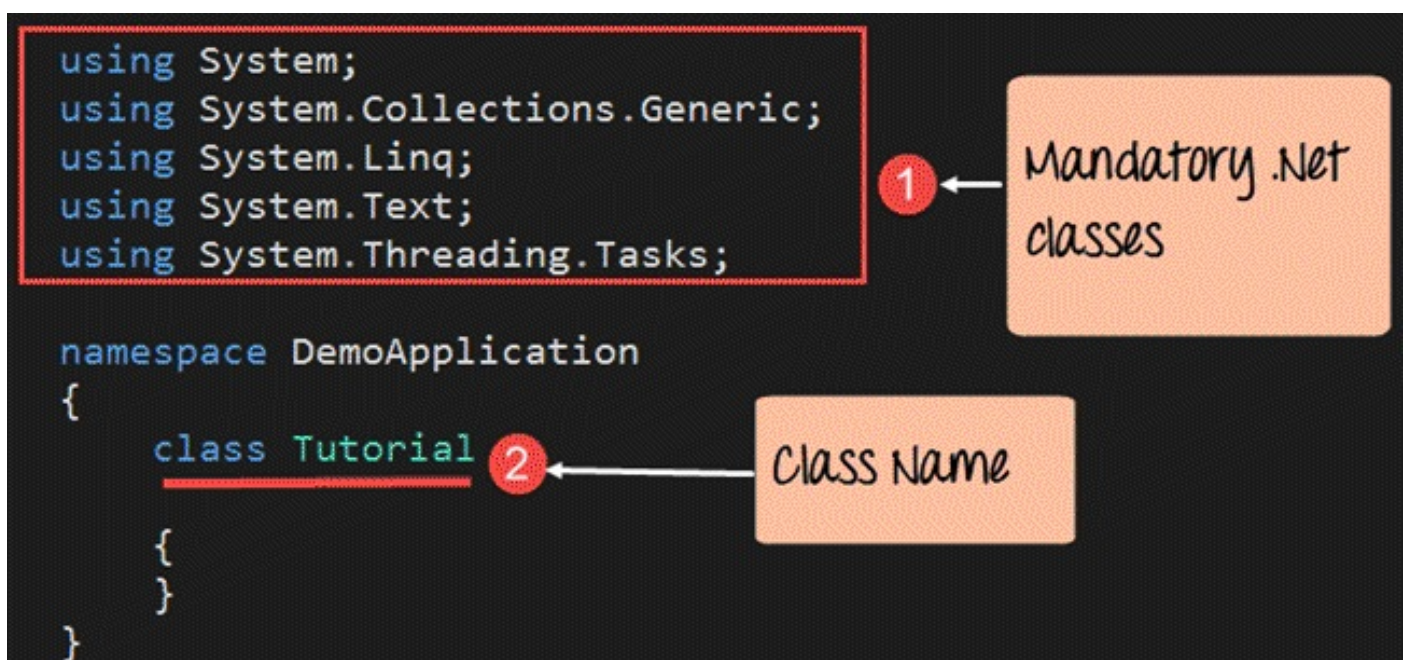 using System;
using System.Collections.Generic;
using System.Linq;
using System.Text;
using System.Threading.Tasks;
1
Mandatory .Net
classes
namespace DemoApplication
{
class Tutorial
2
Class Name
{
}
}